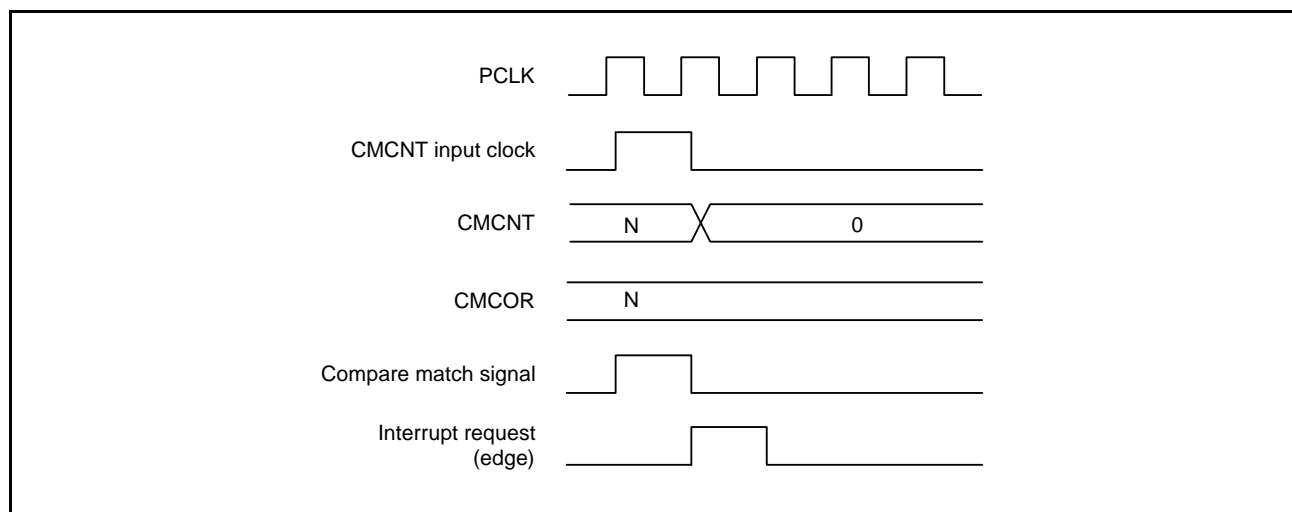 PCLK
CMCNT input clock
CMCNT
N
0
CMCOR
N
Compare match signal
Interrupt request
(edge)